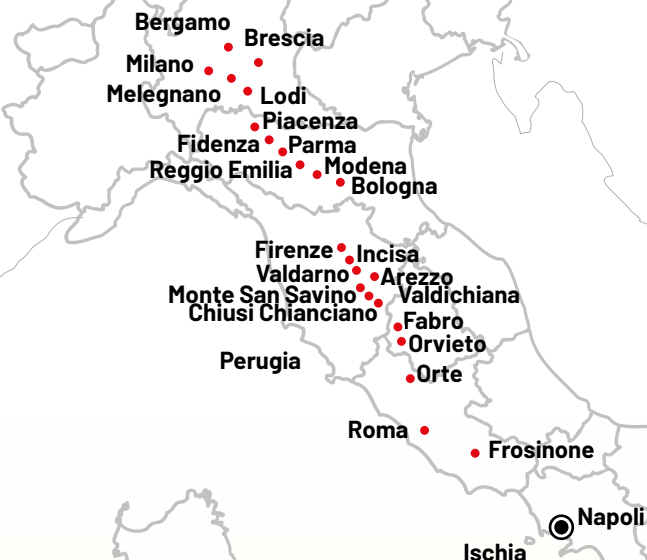 Bergamo
Brescia
Milano
Melegnano
Lodi
Piacenza
Fidenza
Parma
Reggio Emilia
Modena
Bologna
Firenze
Incisa
Valdarno
Arezzo
Monte San Savino
Valdichiana
Chiusi Chianciano
Fabro
Orvieto
Perugia
Orte
Roma
Frosinone
Napoli
Ischia